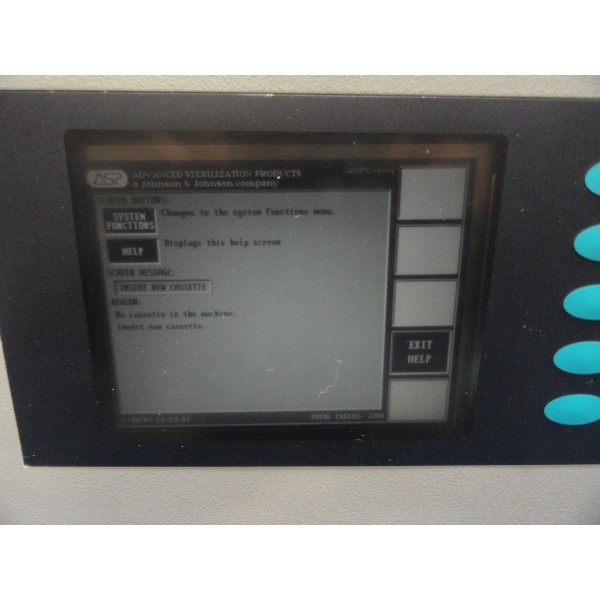 ASP
ADVANCED STERILIZATION PRODUCTS
a Johnson & Johnson company
SCREEN BUTTONS:
SYSTEM
FUNCTIONS
Changes to the system functions menu.
HELP
Displays this help screen
SCREEN MESSAGE:
INSERT NEW CASSETTE
REASON:
No cassette in the machine.
Insert new cassette.
EXIT
HELP
TOTAL CYCLES: